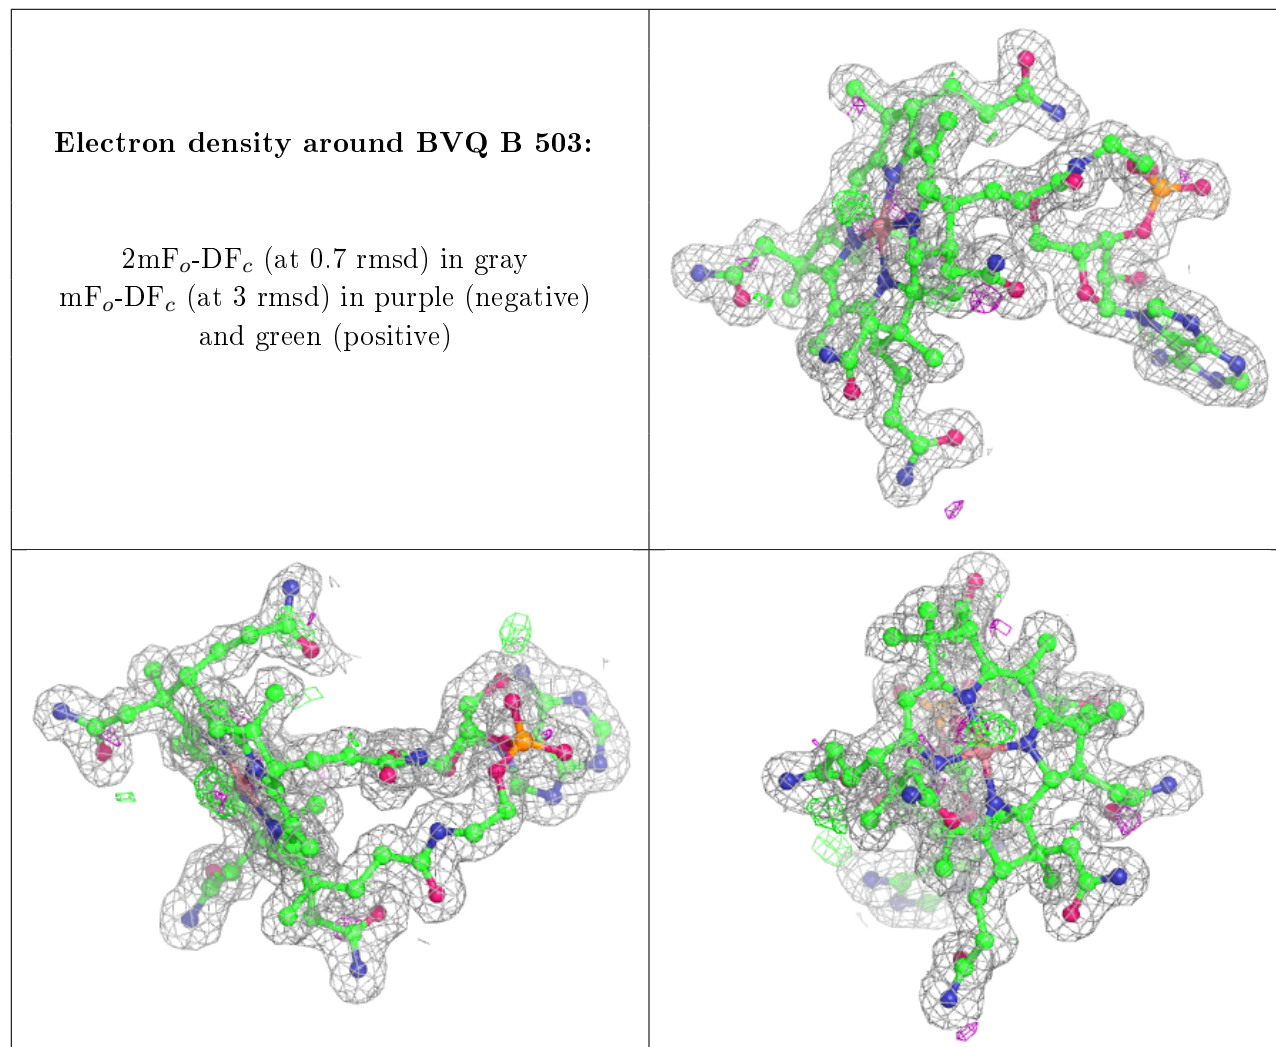 Electron density around BVQ B 503:
2mFₒ-DF𝒸 (at 0.7 rmsd) in gray
mFₒ-DF𝒸 (at 3 rmsd) in purple (negative)
and green (positive)